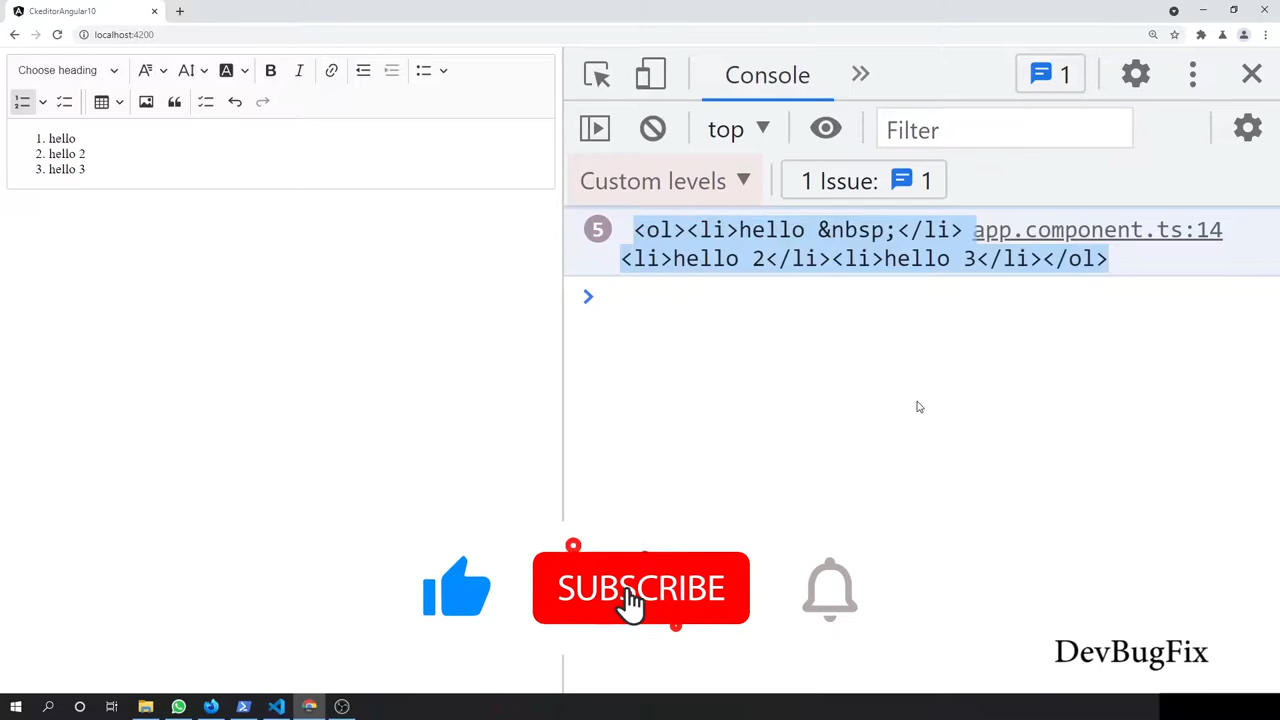 CkeditorAngular10
localhost:4200
Choose heading
A
A
A
B
I
1. hello
2. hello 2
3. hello 3
Console
1
top
Filter
Custom levels
1 Issue:
1
5
<ol><li>hello &nbsp;</li>
app.component.ts:14
<li>hello 2</li><li>hello 3</li></ol>
SUBSCRIBE
DevBugFix